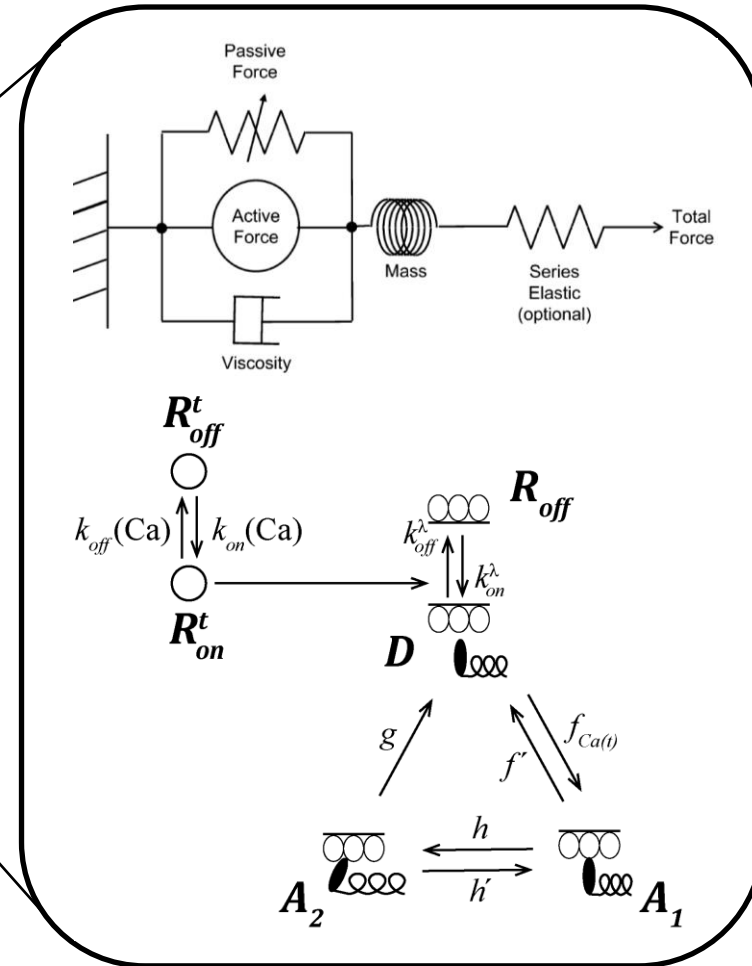 Passive
Force
Active
Force
Total
Force
Mass
Series
Elastic
(optional)
Viscosity
R^t_off
k_off(Ca) k_on(Ca)
R^t_on
R_off
k^λ_off
k^λ_on
D
g
f_Ca(t)
f′
h
h′
A_2
A_1